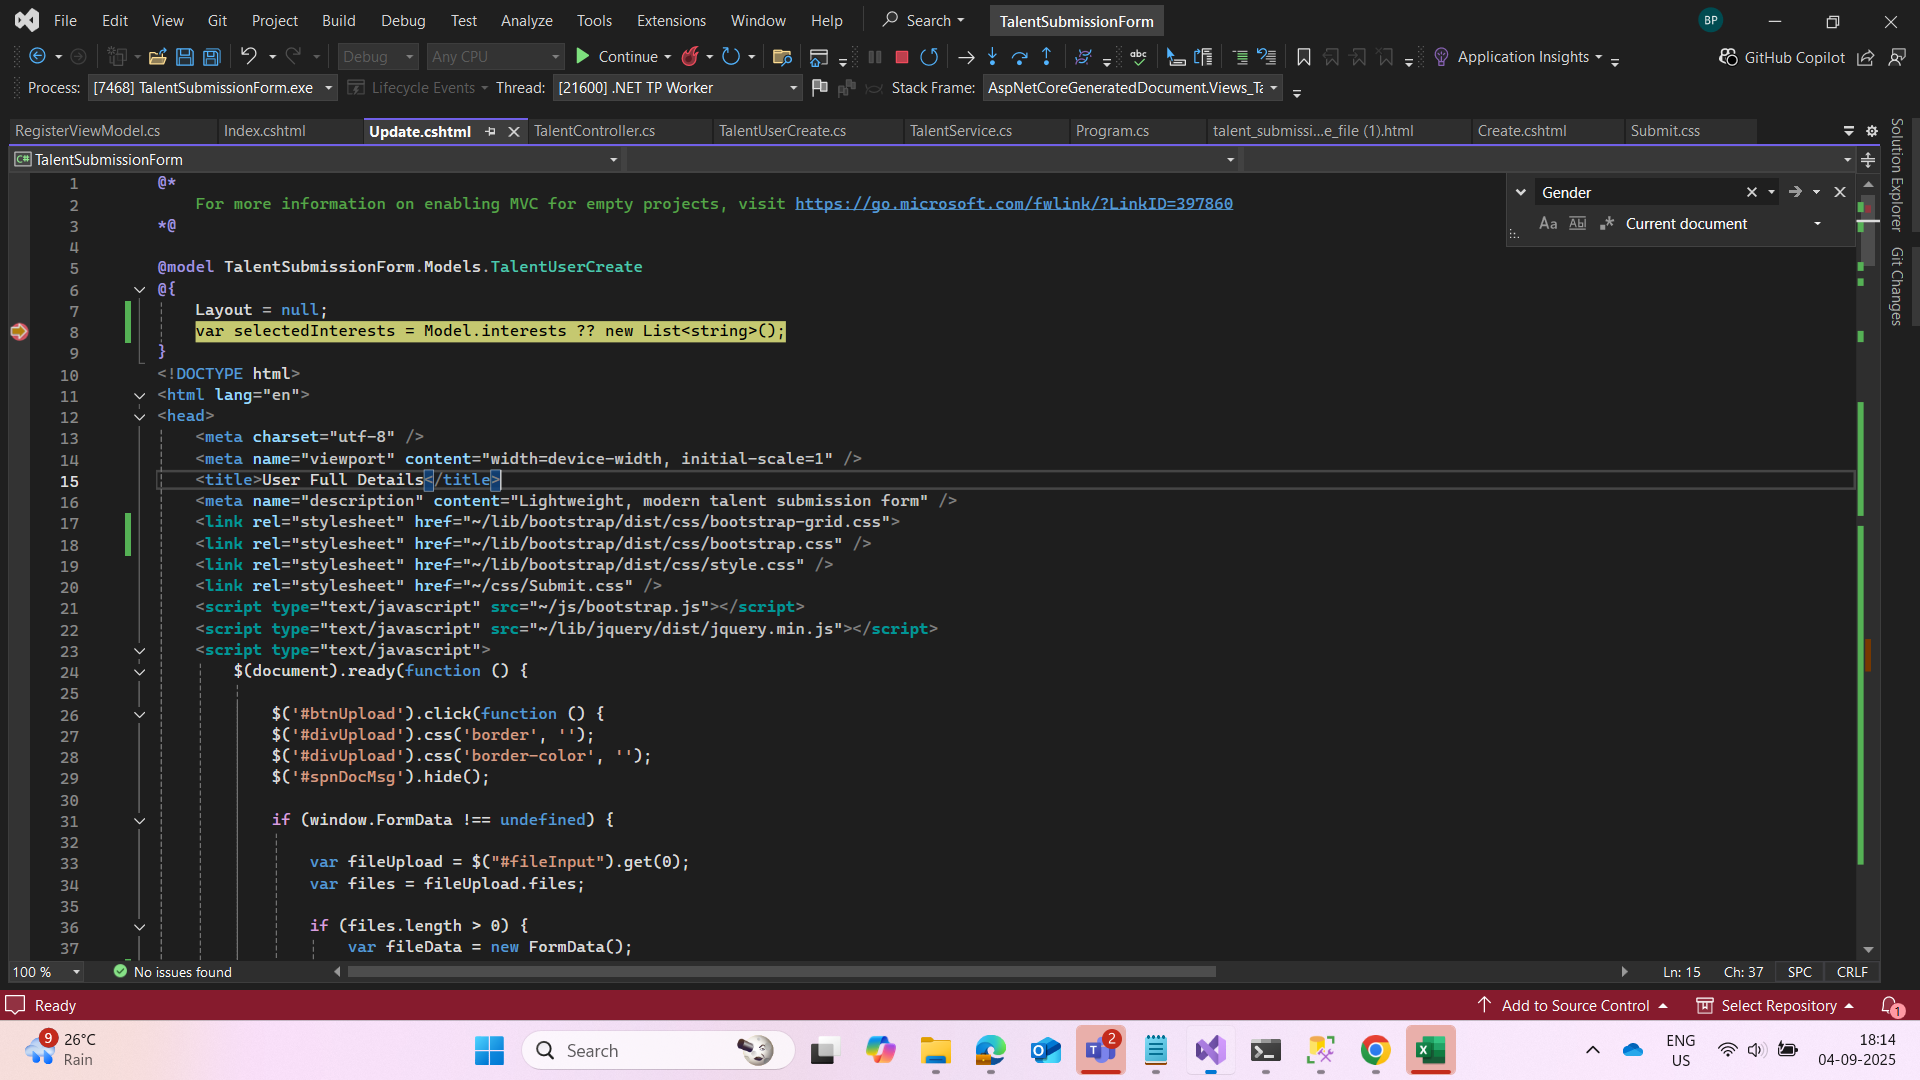 File Edit View Git Project Build Debug Test Analyze Tools Extensions Window Help Search TalentSubmissionForm BP
Debug Any CPU Continue Application Insights GitHub Copilot
Process: [7468] TalentSubmissionForm.exe Lifecycle Events Thread: [21600] .NET TP Worker Stack Frame: AspNetCoreGeneratedDocument.Views_Ta
RegisterViewModel.cs Index.cshtml Update.cshtml TalentController.cs TalentUserCreate.cs TalentService.cs Program.cs talent_submissi...e_file (1).html Create.cshtml Submit.css
C# TalentSubmissionForm
Gender
Aa Abl .* Current document
Solution Explorer
Git Changes
1 @*
2 For more information on enabling MVC for empty projects, visit https://go.microsoft.com/fwlink/?LinkID=397860
3 *@
4
5 @model TalentSubmissionForm.Models.TalentUserCreate
6 @{
7 Layout = null;
8 var selectedInterests = Model.interests ?? new List<string>();
9 }
10 <!DOCTYPE html>
11 <html lang="en">
12 <head>
13 <meta charset="utf-8" />
14 <meta name="viewport" content="width=device-width, initial-scale=1" />
15 <title>User Full Details</title>
16 <meta name="description" content="Lightweight, modern talent submission form" />
17 <link rel="stylesheet" href="~/lib/bootstrap/dist/css/bootstrap-grid.css">
18 <link rel="stylesheet" href="~/lib/bootstrap/dist/css/bootstrap.css" />
19 <link rel="stylesheet" href="~/lib/bootstrap/dist/css/style.css" />
20 <link rel="stylesheet" href="~/css/Submit.css" />
21 <script type="text/javascript" src="~/js/bootstrap.js"></script>
22 <script type="text/javascript" src="~/lib/jquery/dist/jquery.min.js"></script>
23 <script type="text/javascript">
24 $(document).ready(function () {
25
26 $('#btnUpload').click(function () {
27 $('#divUpload').css('border', '');
28 $('#divUpload').css('border-color', '');
29 $('#spnDocMsg').hide();
30
31 if (window.FormData !== undefined) {
32
33 var fileUpload = $("#fileInput").get(0);
34 var files = fileUpload.files;
35
36 if (files.length > 0) {
37 var fileData = new FormData();
100 % No issues found Ln: 15 Ch: 37 SPC CRLF
Ready Add to Source Control Select Repository 1
9 26°C Search 2 ENG 18:14
Rain US 04-09-2025